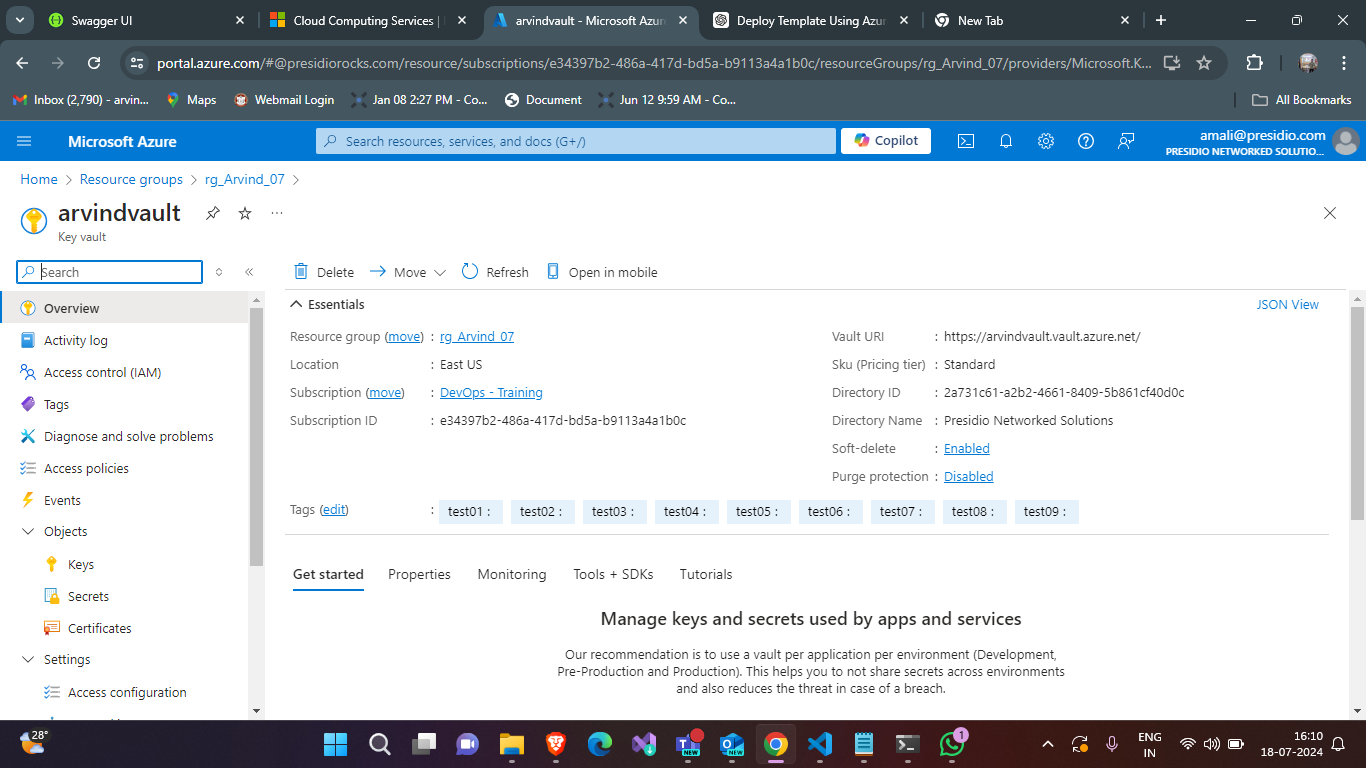 Swagger UI
Cloud Computing Services |
arvindvault - Microsoft Azur
Deploy Template Using Azur
New Tab
portal.azure.com/#@presidiorocks.com/resource/subscriptions/e34397b2-486a-417d-bd5a-b9113a4a1b0c/resourceGroups/rg_Arvind_07/providers/Microsoft.K...
Inbox (2,790) - arvin...
Maps
Webmail Login
Jan 08 2:27 PM - Co...
Document
Jun 12 9:59 AM - Co...
All Bookmarks
Microsoft Azure
Search resources, services, and docs (G+/)
Copilot
amali@presidio.com
PRESIDIO NETWORKED SOLUTIO...
Home > Resource groups > rg_Arvind_07 >
arvindvault
Key vault
Search
Delete
Move
Refresh
Open in mobile
Overview
Activity log
Access control (IAM)
Tags
Diagnose and solve problems
Access policies
Events
Objects
Keys
Secrets
Certificates
Settings
Access configuration
Essentials
JSON View
Resource group (move) : rg_Arvind_07
Location : East US
Subscription (move) : DevOps - Training
Subscription ID : e34397b2-486a-417d-bd5a-b9113a4a1b0c
Vault URI : https://arvindvault.vault.azure.net/
Sku (Pricing tier) : Standard
Directory ID : 2a731c61-a2b2-4661-8409-5b861cf40d0c
Directory Name : Presidio Networked Solutions
Soft-delete : Enabled
Purge protection : Disabled
Tags (edit) : test01 : test02 : test03 : test04 : test05 : test06 : test07 : test08 : test09 :
Get started
Properties
Monitoring
Tools + SDKs
Tutorials
Manage keys and secrets used by apps and services
Our recommendation is to use a vault per application per environment (Development,
Pre-Production and Production). This helps you to not share secrets across environments
and also reduces the threat in case of a breach.
28°
NEW
NEW
1
ENG
IN
16:10
18-07-2024